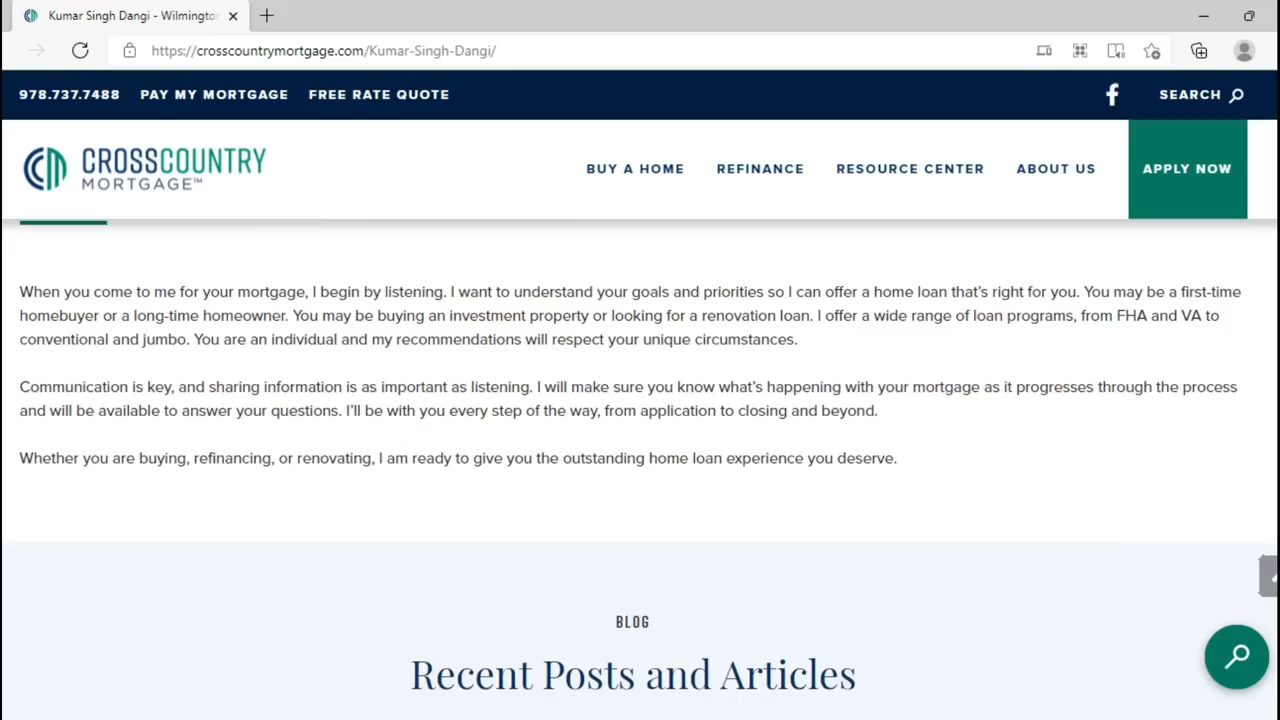 Kumar Singh Dangi - Wilmington
https://crosscountrymortgage.com/Kumar-Singh-Dangi/
978.737.7488 PAY MY MORTGAGE FREE RATE QUOTE SEARCH
CROSSCOUNTRY
MORTGAGE™
BUY A HOME REFINANCE RESOURCE CENTER ABOUT US APPLY NOW
When you come to me for your mortgage, I begin by listening. I want to understand your goals and priorities so I can offer a home loan that's right for you. You may be a first-time
homebuyer or a long-time homeowner. You may be buying an investment property or looking for a renovation loan. I offer a wide range of loan programs, from FHA and VA to
conventional and jumbo. You are an individual and my recommendations will respect your unique circumstances.
Communication is key, and sharing information is as important as listening. I will make sure you know what's happening with your mortgage as it progresses through the process
and will be available to answer your questions. I'll be with you every step of the way, from application to closing and beyond.
Whether you are buying, refinancing, or renovating, I am ready to give you the outstanding home loan experience you deserve.
BLOG
Recent Posts and Articles